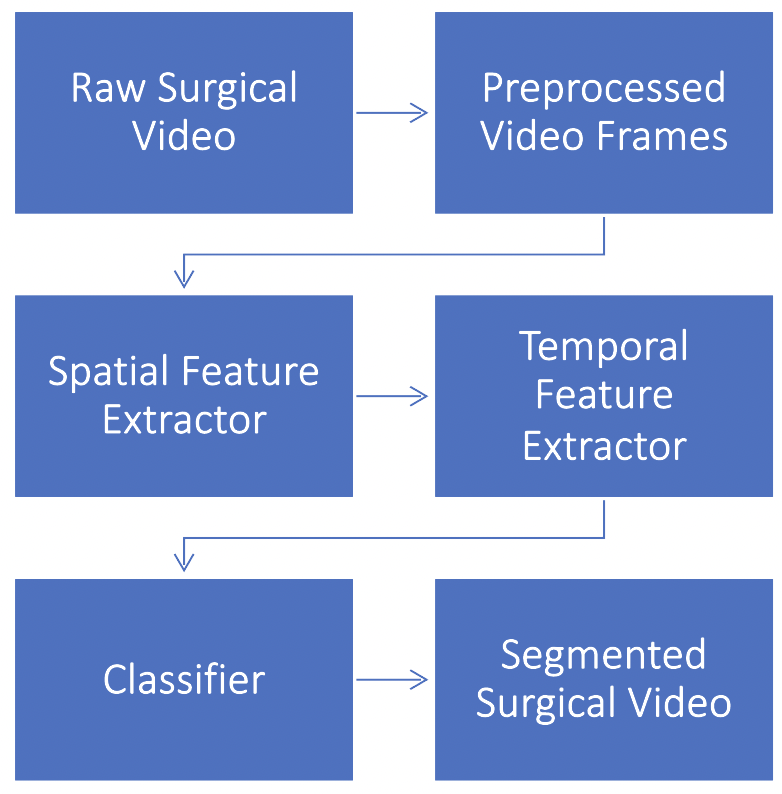 Raw Surgical
Video
Preprocessed
Video Frames
Spatial Feature
Extractor
Temporal
Feature
Extractor
Classifier
Segmented
Surgical Video